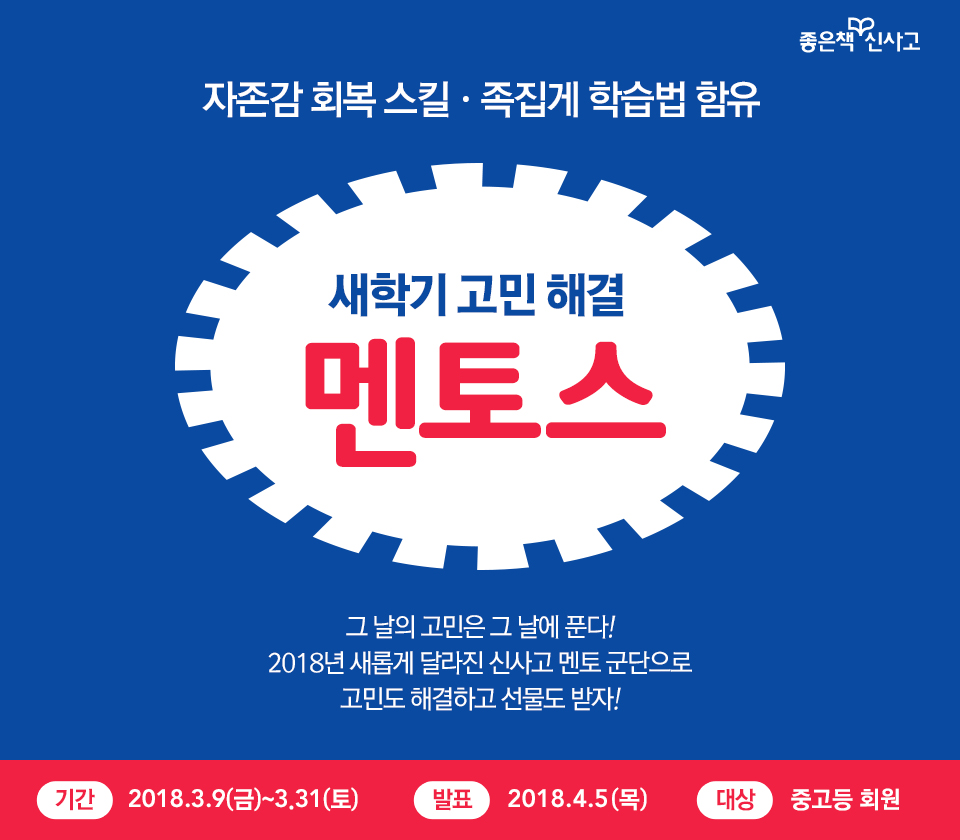 좋은책 신사고
자존감 회복 스킬 · 족집게 학습법 함유
새학기 고민 해결
멘토스
그 날의 고민은 그 날에 푼다!
2018년 새롭게 달라진 신사고 멘토 군단으로
고민도 해결하고 선물도 받자!
기간 2018.3.9(금)~3.31(토) 발표 2018.4.5(목) 대상 중고등 회원